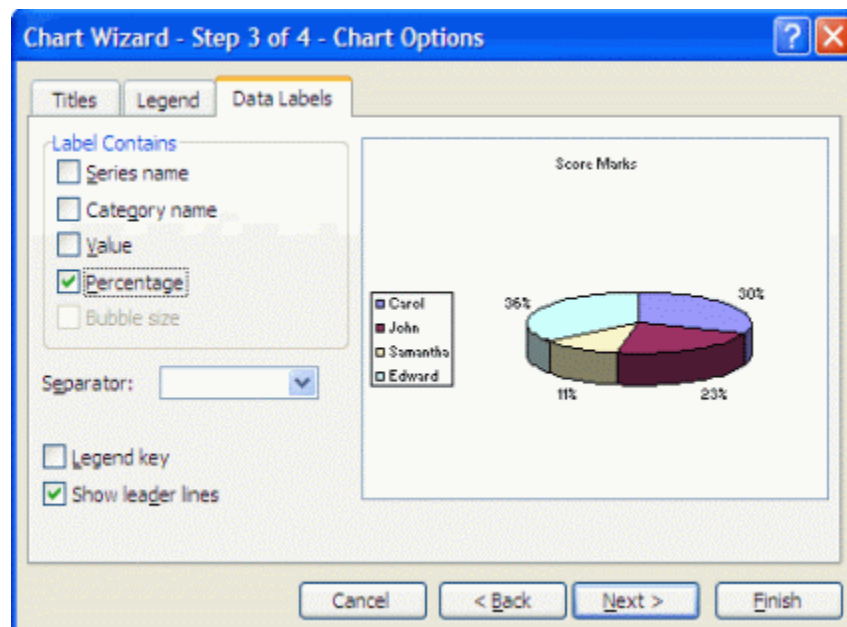 Chart Wizard - Step 3 of 4 - Chart Options
Titles
Legend
Data Labels
Label Contains
Series name
Category name
Value
Percentage
Bubble size
Separator:
Legend key
Show leader lines
Score Marks
Carol
John
Samantha
Edward
36%
30%
11%
23%
Cancel
< Back
Next >
Finish